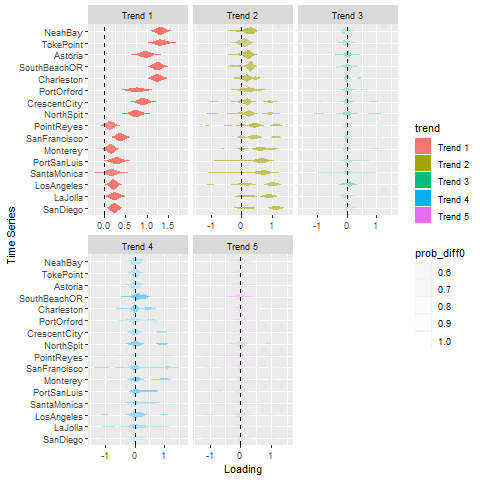 Trend 1 Trend 2 Trend 3
NeahBay
TokePoint
Astoria
SouthBeachOR
Charleston
PortOrford
CrescentCity
NorthSpit
PointReyes
SanFrancisco
Monterey
PortSanLuis
SantaMonica
LosAngeles
LaJolla
SanDiego
0.0 0.5 1.0 1.5 -1 0 1 -1 0 1
Time Series
Trend 4 Trend 5
NeahBay
TokePoint
Astoria
SouthBeachOR
Charleston
PortOrford
CrescentCity
NorthSpit
PointReyes
SanFrancisco
Monterey
PortSanLuis
SantaMonica
LosAngeles
LaJolla
SanDiego
-1 0 1 -1 0 1
Loading
trend
Trend 1
Trend 2
Trend 3
Trend 4
Trend 5
prob_diff0
0.6
0.7
0.8
0.9
1.0